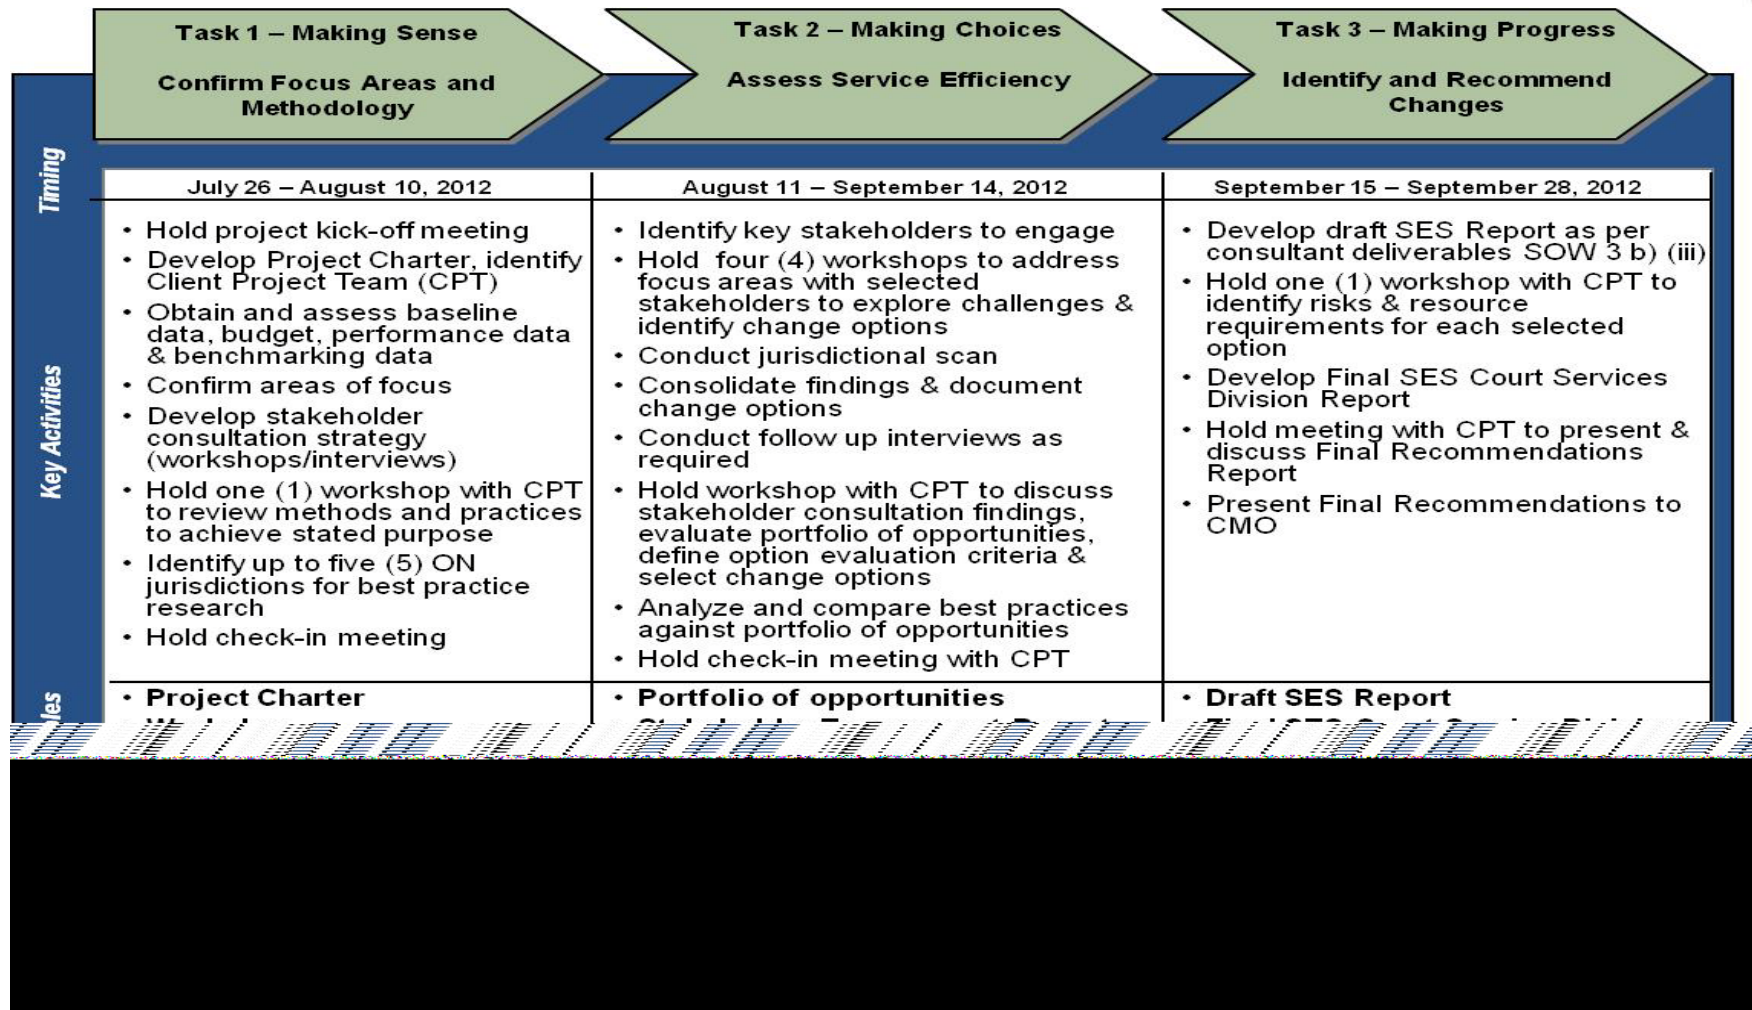 Task 1 – Making Sense
Confirm Focus Areas and
Methodology
Task 2 – Making Choices
Assess Service Efficiency
Task 3 – Making Progress
Identify and Recommend
Changes
Timing
July 26 – August 10, 2012
August 11 – September 14, 2012
September 15 – September 28, 2012
Key Activities
• Hold project kick-off meeting
• Develop Project Charter, identify
Client Project Team (CPT)
• Obtain and assess baseline
data, budget, performance data
& benchmarking data
• Confirm areas of focus
• Develop stakeholder
consultation strategy
(workshops/interviews)
• Hold one (1) workshop with CPT
to review methods and practices
to achieve stated purpose
• Identify up to five (5) ON
jurisdictions for best practice
research
• Hold check-in meeting
• Identify key stakeholders to engage
• Hold four (4) workshops to address
focus areas with selected
stakeholders to explore challenges &
identify change options
• Conduct jurisdictional scan
• Consolidate findings & document
change options
• Conduct follow up interviews as
required
• Hold workshop with CPT to discuss
stakeholder consultation findings,
evaluate portfolio of opportunities,
define option evaluation criteria &
select change options
• Analyze and compare best practices
against portfolio of opportunities
• Hold check-in meeting with CPT
• Develop draft SES Report as per
consultant deliverables SOW 3 b) (iii)
• Hold one (1) workshop with CPT to
identify risks & resource
requirements for each selected
option
• Develop Final SES Court Services
Division Report
• Hold meeting with CPT to present &
discuss Final Recommendations
Report
• Present Final Recommendations to
CMO
• Project Charter
• Portfolio of opportunities
• Draft SES Report